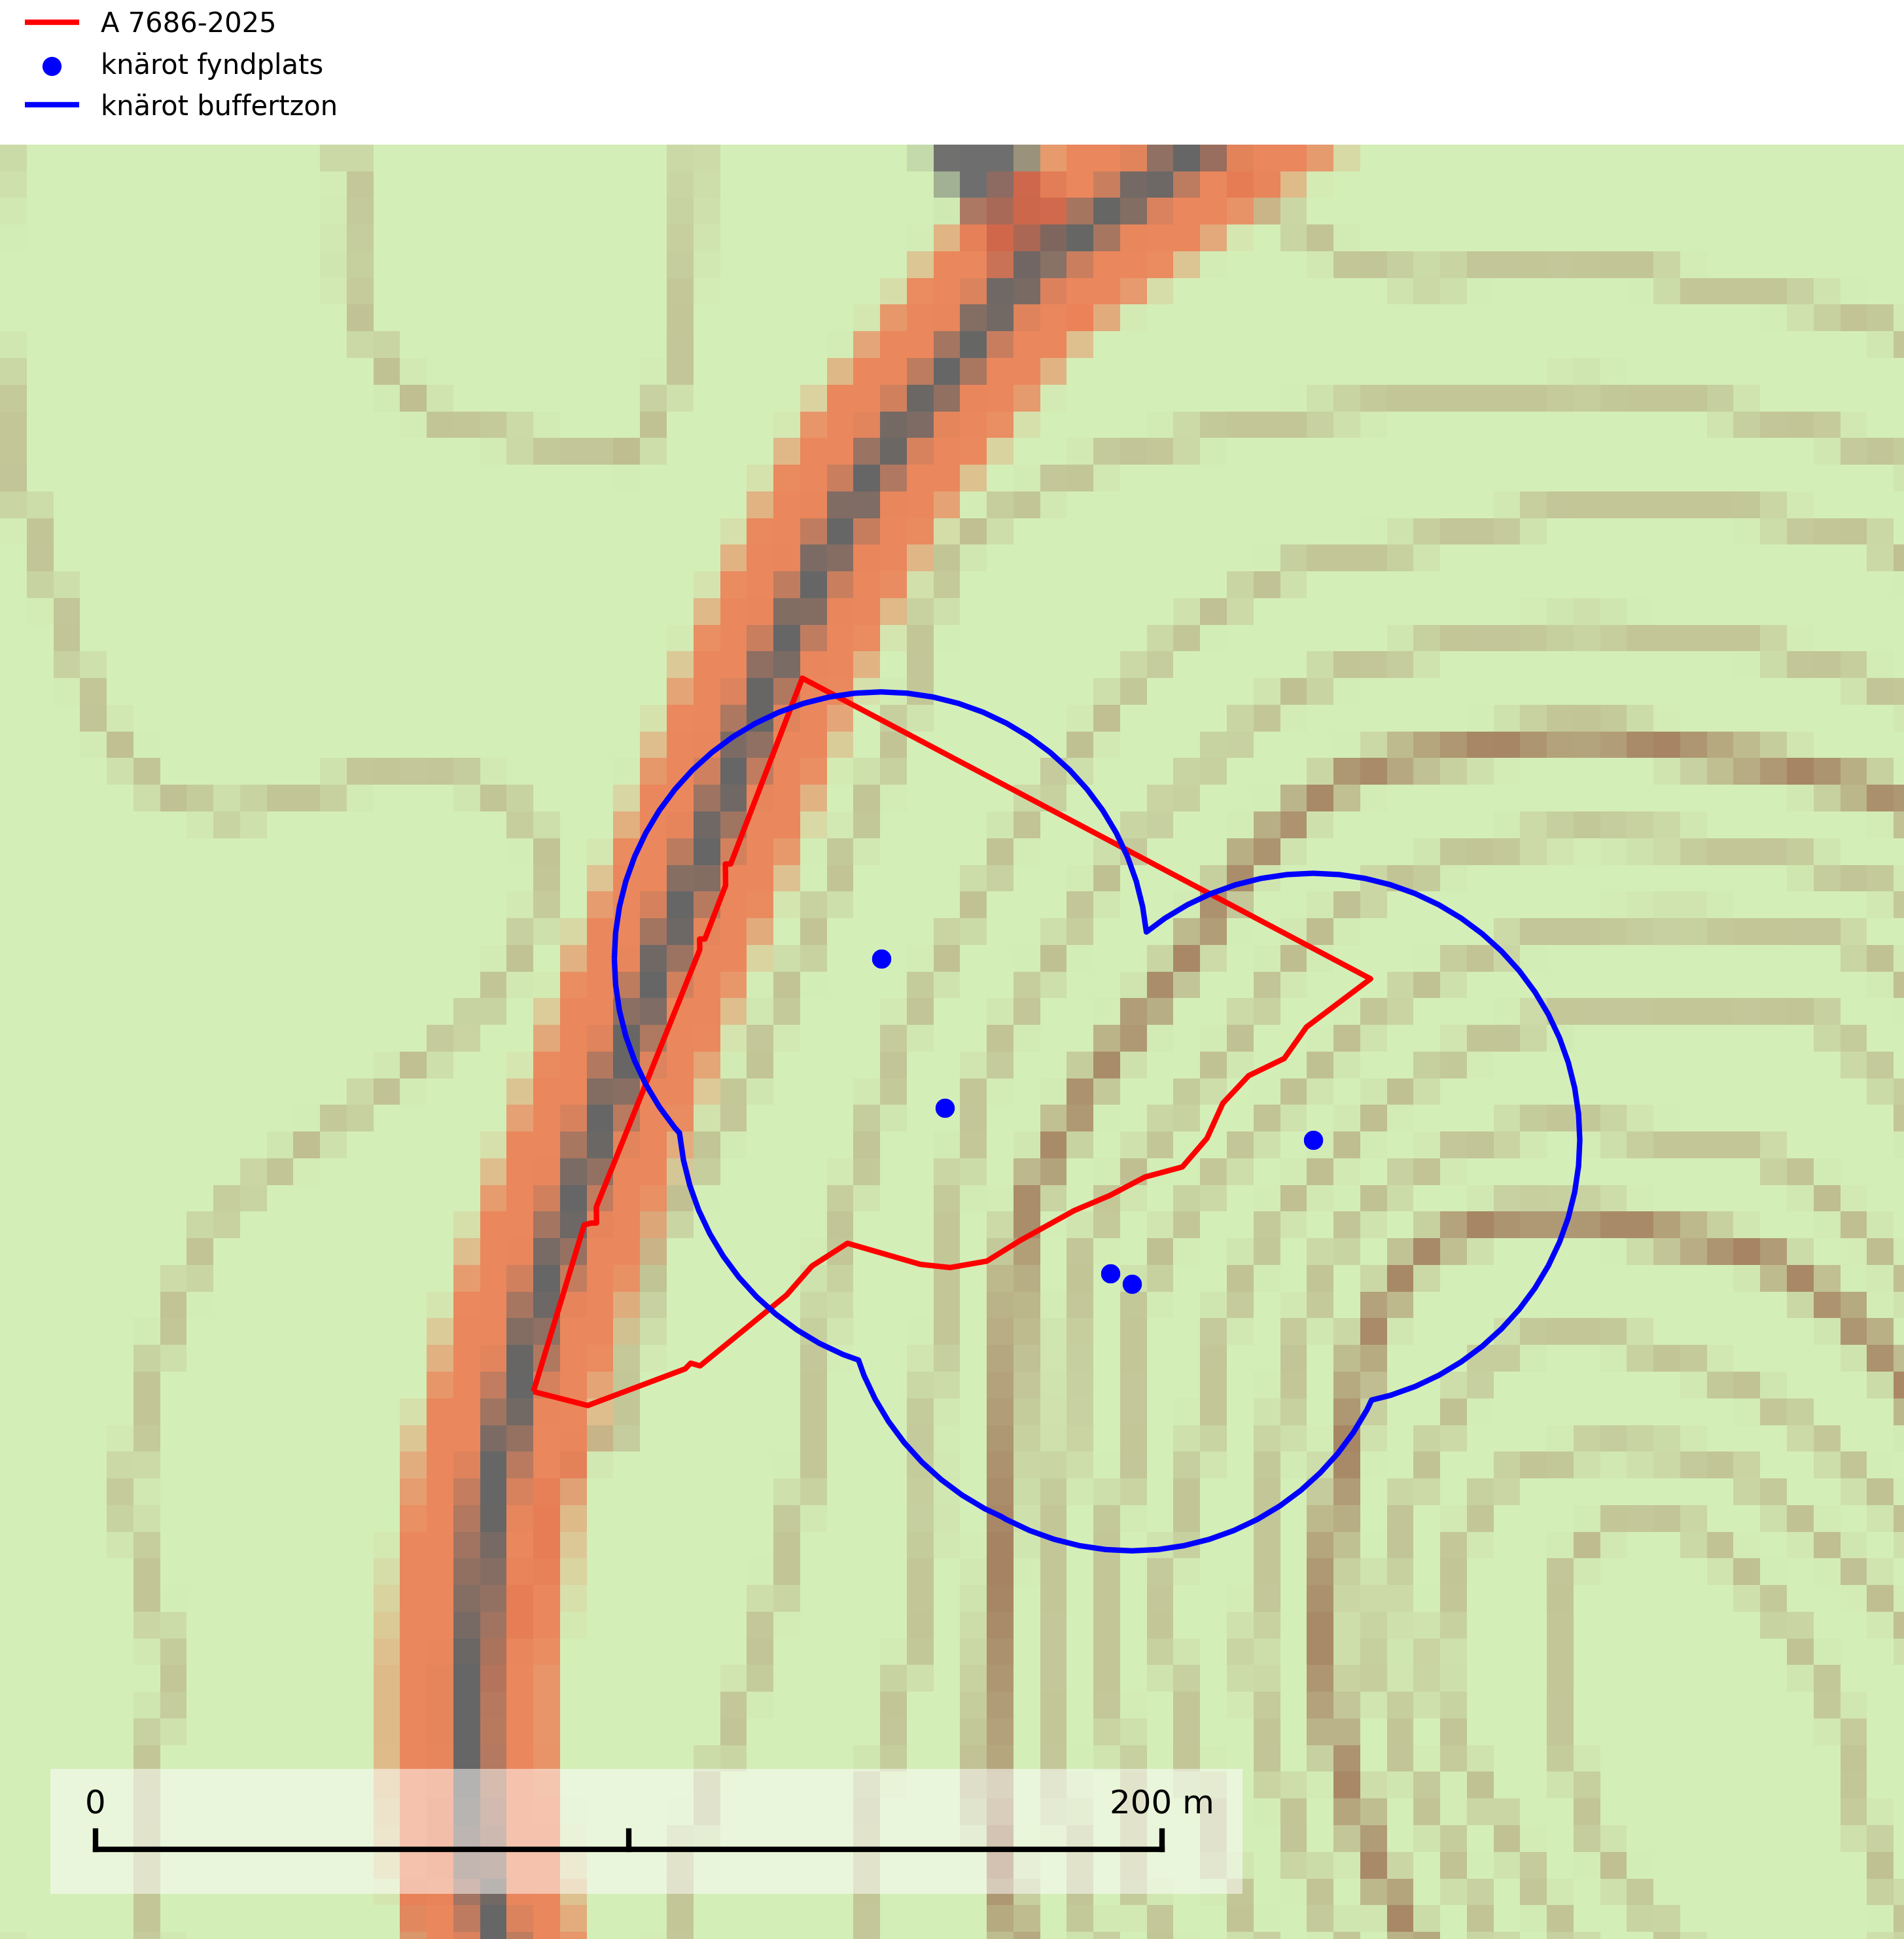 A 7686-2025
knärot fyndplats
knärot buffertzon
0 200 m